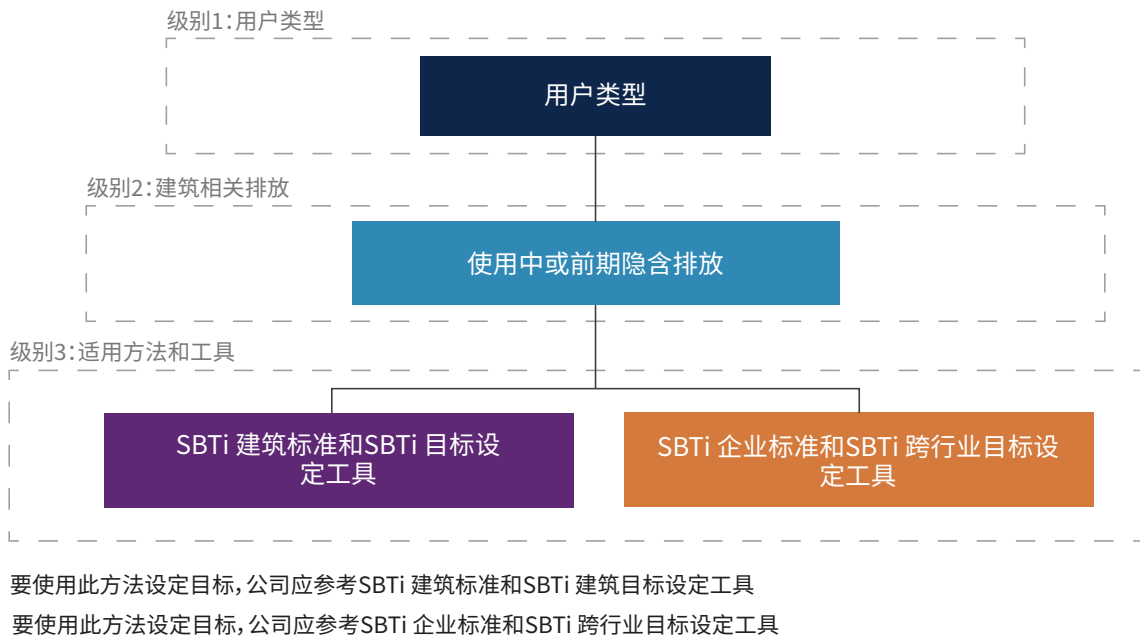 级别1：用户类型
用户类型
级别2：建筑相关排放
使用中或前期隐含排放
级别3：适用方法和工具
SBTi 建筑标准和SBTi 目标设
定工具
SBTi 企业标准和SBTi 跨行业目标设
定工具
要使用此方法设定目标，公司应参考SBTi 建筑标准和SBTi 建筑目标设定工具
要使用此方法设定目标，公司应参考SBTi 企业标准和SBTi 跨行业目标设定工具